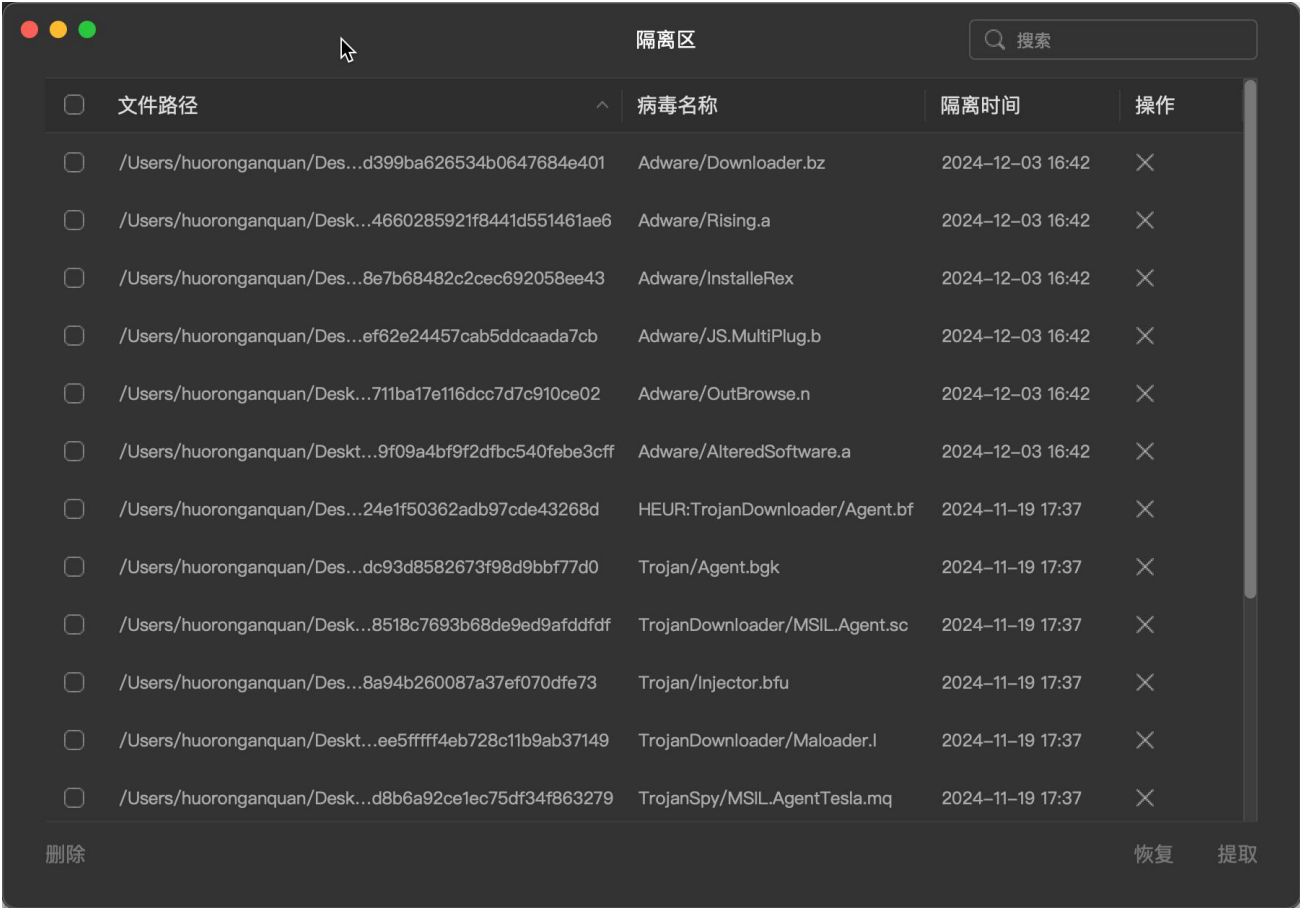 隔离区
搜索
文件路径 病毒名称 隔离时间 操作
/Users/huoronganquan/Des...d399ba626534b0647684e401 Adware/Downloader.bz 2024-12-03 16:42
/Users/huoronganquan/Desk...4660285921f8441d551461ae6 Adware/Rising.a 2024-12-03 16:42
/Users/huoronganquan/Des...8e7b68482c2cec692058ee43 Adware/InstalleRex 2024-12-03 16:42
/Users/huoronganquan/Des...ef62e24457cab5ddcaada7cb Adware/JS.MultiPlug.b 2024-12-03 16:42
/Users/huoronganquan/Desk...711ba17e116dcc7d7c910ce02 Adware/OutBrowse.n 2024-12-03 16:42
/Users/huoronganquan/Deskt...9f09a4bf9f2dfbc540febe3cff Adware/AlteredSoftware.a 2024-12-03 16:42
/Users/huoronganquan/Des...24e1f50362adb97cde43268d HEUR:TrojanDownloader/Agent.bf 2024-11-19 17:37
/Users/huoronganquan/Des...dc93d8582673f98d9bbf77d0 Trojan/Agent.bgk 2024-11-19 17:37
/Users/huoronganquan/Desk...8518c7693b68de9ed9afddfdf TrojanDownloader/MSIL.Agent.sc 2024-11-19 17:37
/Users/huoronganquan/Des...8a94b260087a37ef070dfe73 Trojan/Injector.bfu 2024-11-19 17:37
/Users/huoronganquan/Deskt...ee5fffff4eb728c11b9ab37149 TrojanDownloader/Maloader.l 2024-11-19 17:37
/Users/huoronganquan/Desk...d8b6a92ce1ec75df34f863279 TrojanSpy/MSIL.AgentTesla.mq 2024-11-19 17:37
删除 恢复 提取